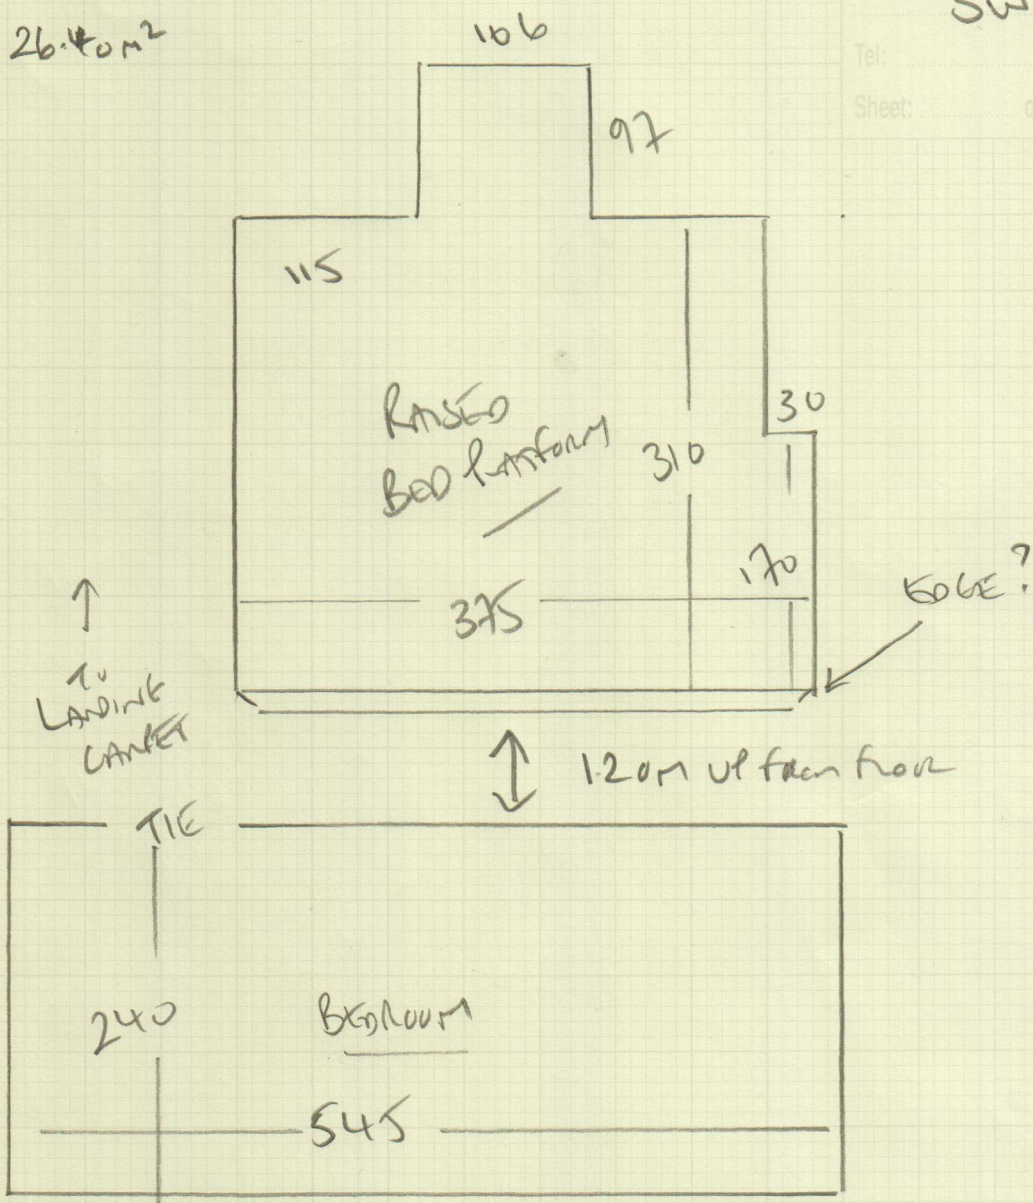 26.40m²
106
SW
Tel:
Sheet:
97
115
RAISED
BED PLATFORM
30
310
170
375
EDGE?
TO
LANDING
CARPET
1.20m UP FROM FLOOR
TIE
240
BEDROOM
545